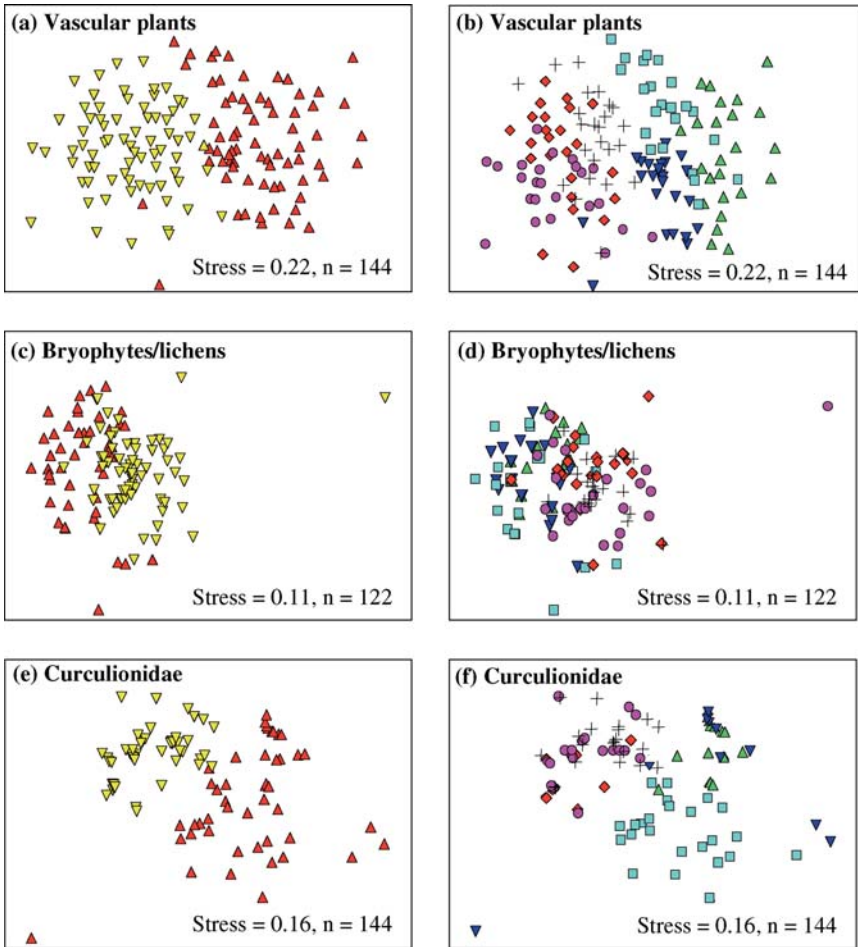 (a) Vascular plants
Stress = 0.22, n = 144
(b) Vascular plants
Stress = 0.22, n = 144
(c) Bryophytes/lichens
Stress = 0.11, n = 122
(d) Bryophytes/lichens
Stress = 0.11, n = 122
(e) Curculionidae
Stress = 0.16, n = 144
(f) Curculionidae
Stress = 0.16, n = 144